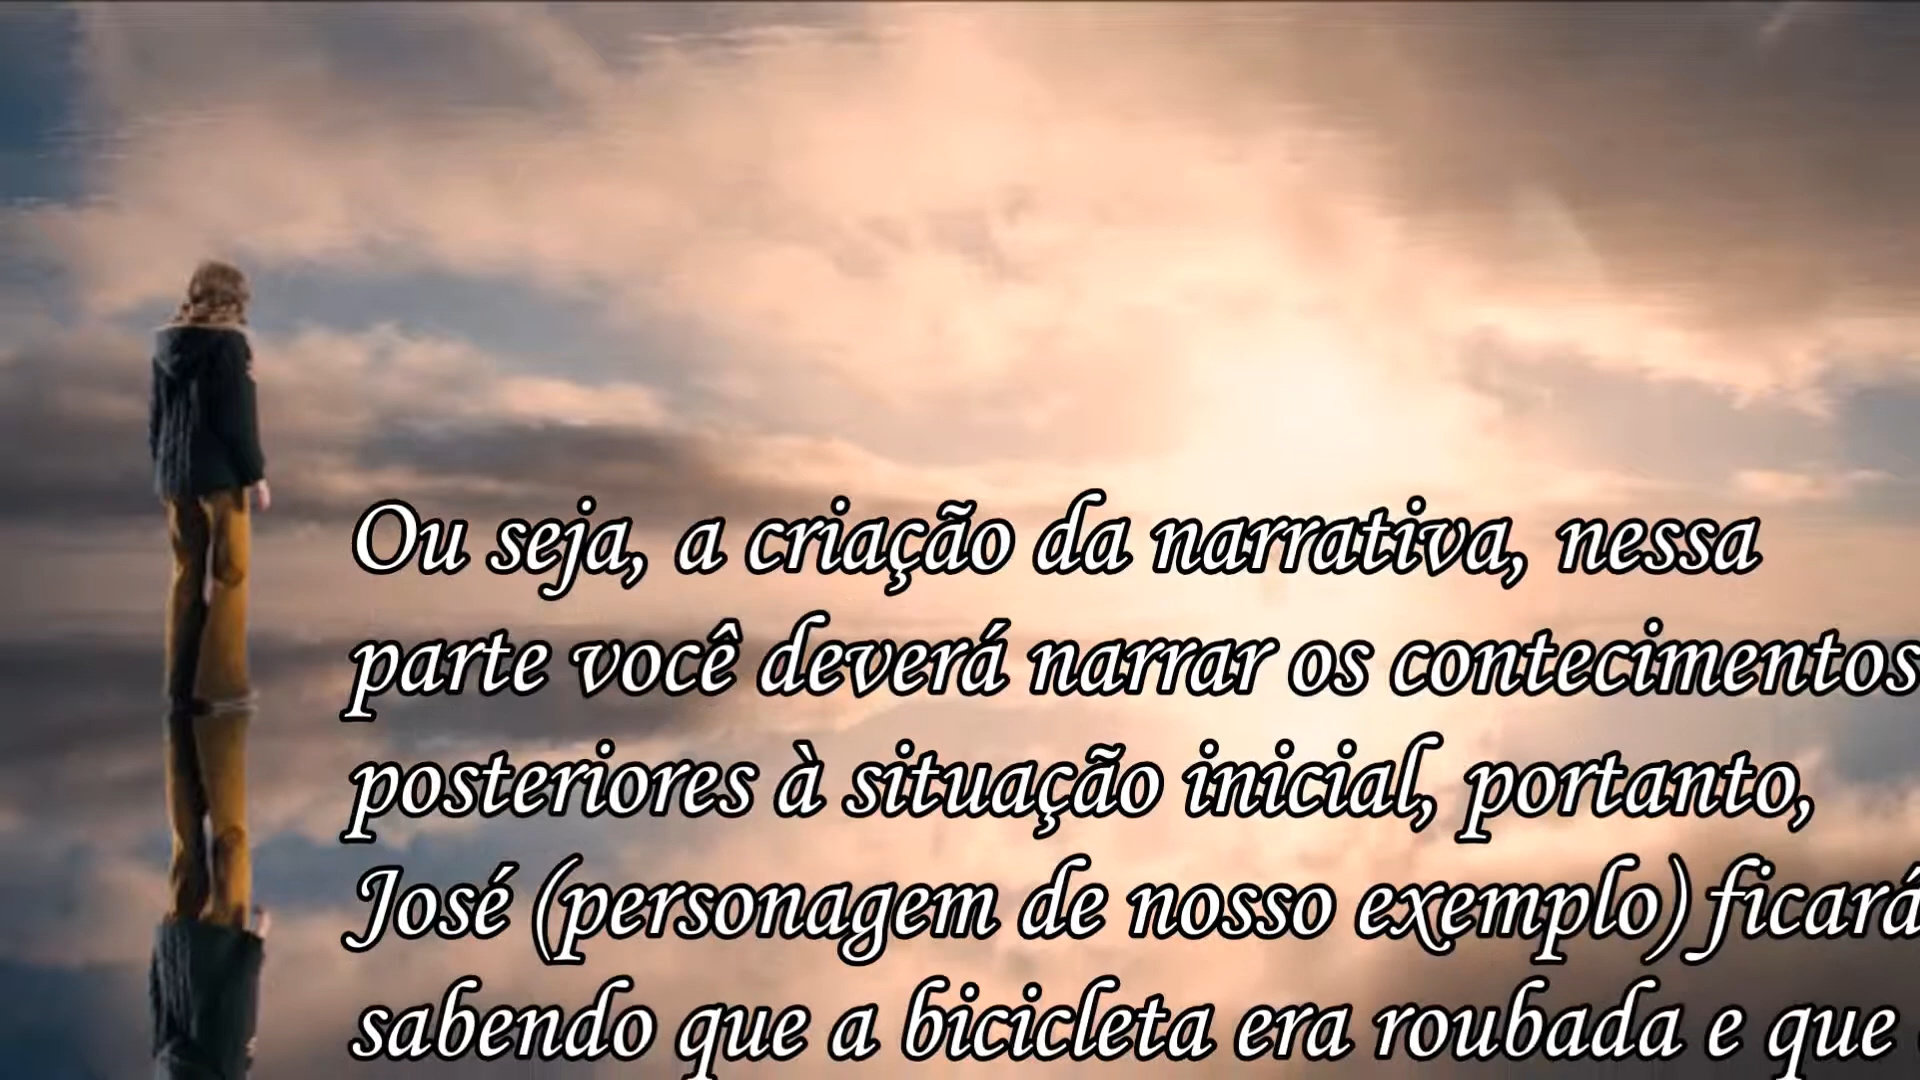 Ou seja, a criação da narrativa, nessa
parte você deverá narrar os contecimentos
posteriores à situação inicial, portanto,
José (personagem de nosso exemplo) ficará
sabendo que a bicicleta era roubada e que